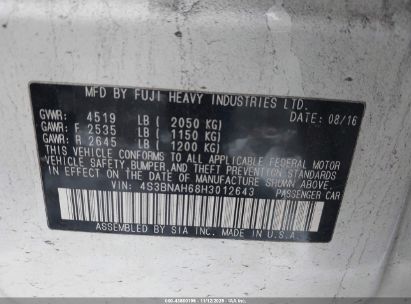 MFD BY FUJI HEAVY INDUSTRIES LTD.
GVWR: 4519 LB ( 2050 KG) DATE: 08/16
GAWR: F 2535 LB ( 1150 KG)
GAWR: R 2645 LB ( 1200 KG)
THIS VEHICLE CONFORMS TO ALL APPLICABLE FEDERAL MOTOR
VEHICLE SAFETY, BUMPER, AND THEFT PREVENTION STANDARDS
IN EFFECT ON THE DATE OF MANUFACTURE SHOWN ABOVE.
VIN: 4S3BNAH68H3012643 PASSENGER CAR
ASSEMBLED BY SIA INC. MADE IN U.S.A.